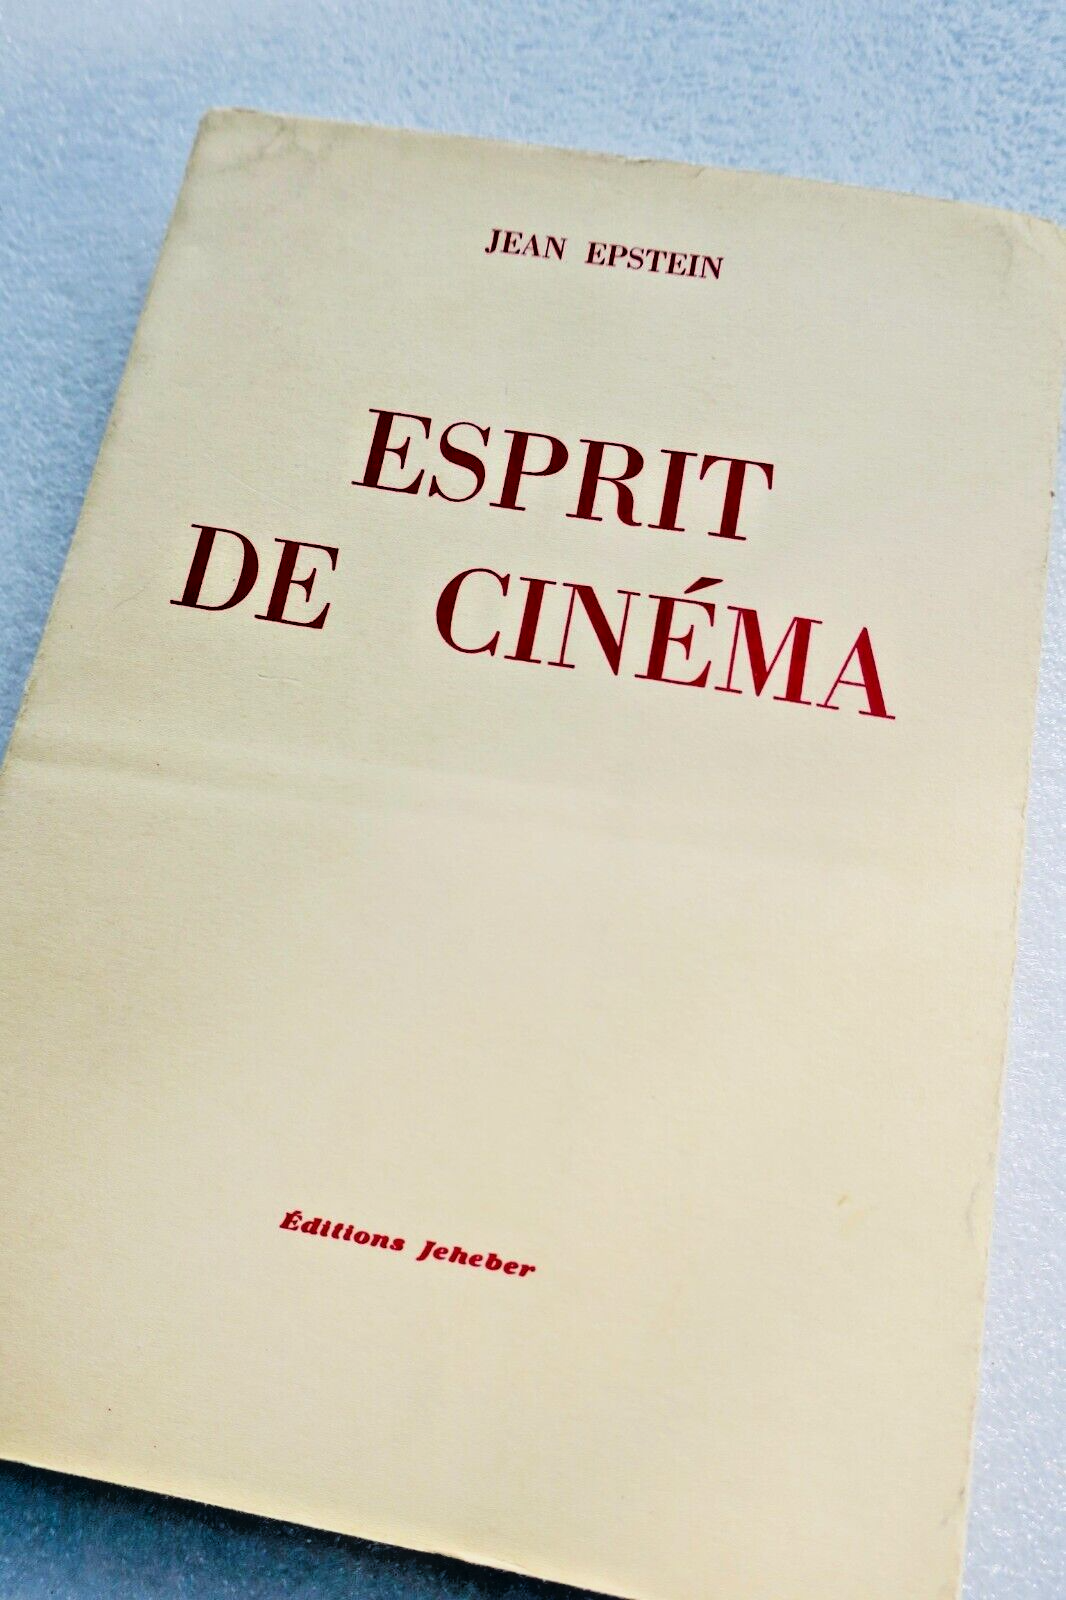 JEAN EPSTEIN
ESPRIT
DE CINÉMA
Éditions Jeheber